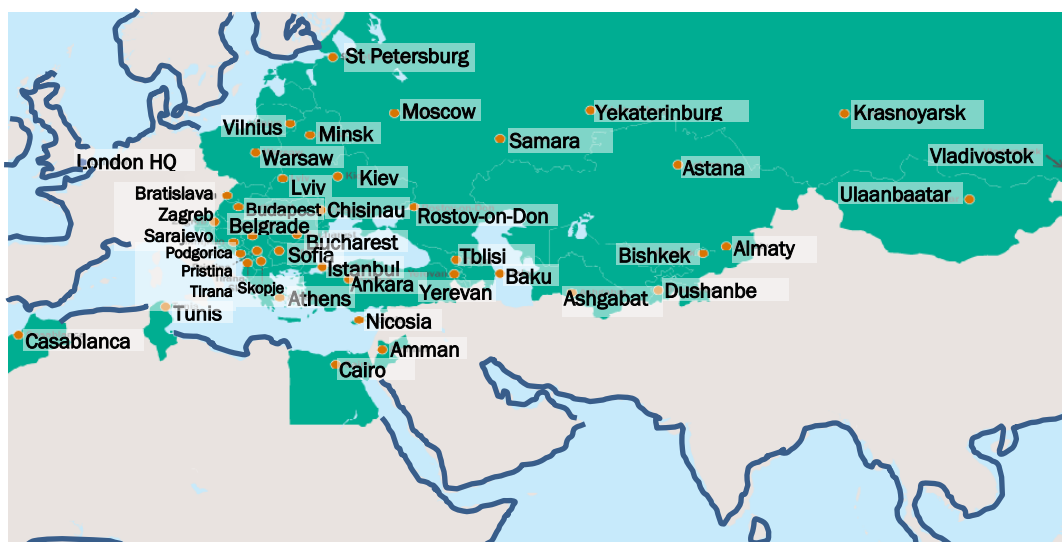 St Petersburg
Moscow
Yekaterinburg
Krasnoyarsk
Vilnius
Minsk
Samara
London HQ
Warsaw
Astana
Vladivostok
Lviv
Kiev
Bratislava
Ulaanbaatar
Budapest
Chisinau
Zagreb
Rostov-on-Don
Belgrade
Sarajevo
Bucharest
Podgorica
Sofia
Tblisi
Bishkek
Almaty
Pristina
Istanbul
Baku
Tirana
Skopje
Ankara
Yerevan
Athens
Ashgabat
Dushanbe
Tunis
Nicosia
Casablanca
Amman
Cairo